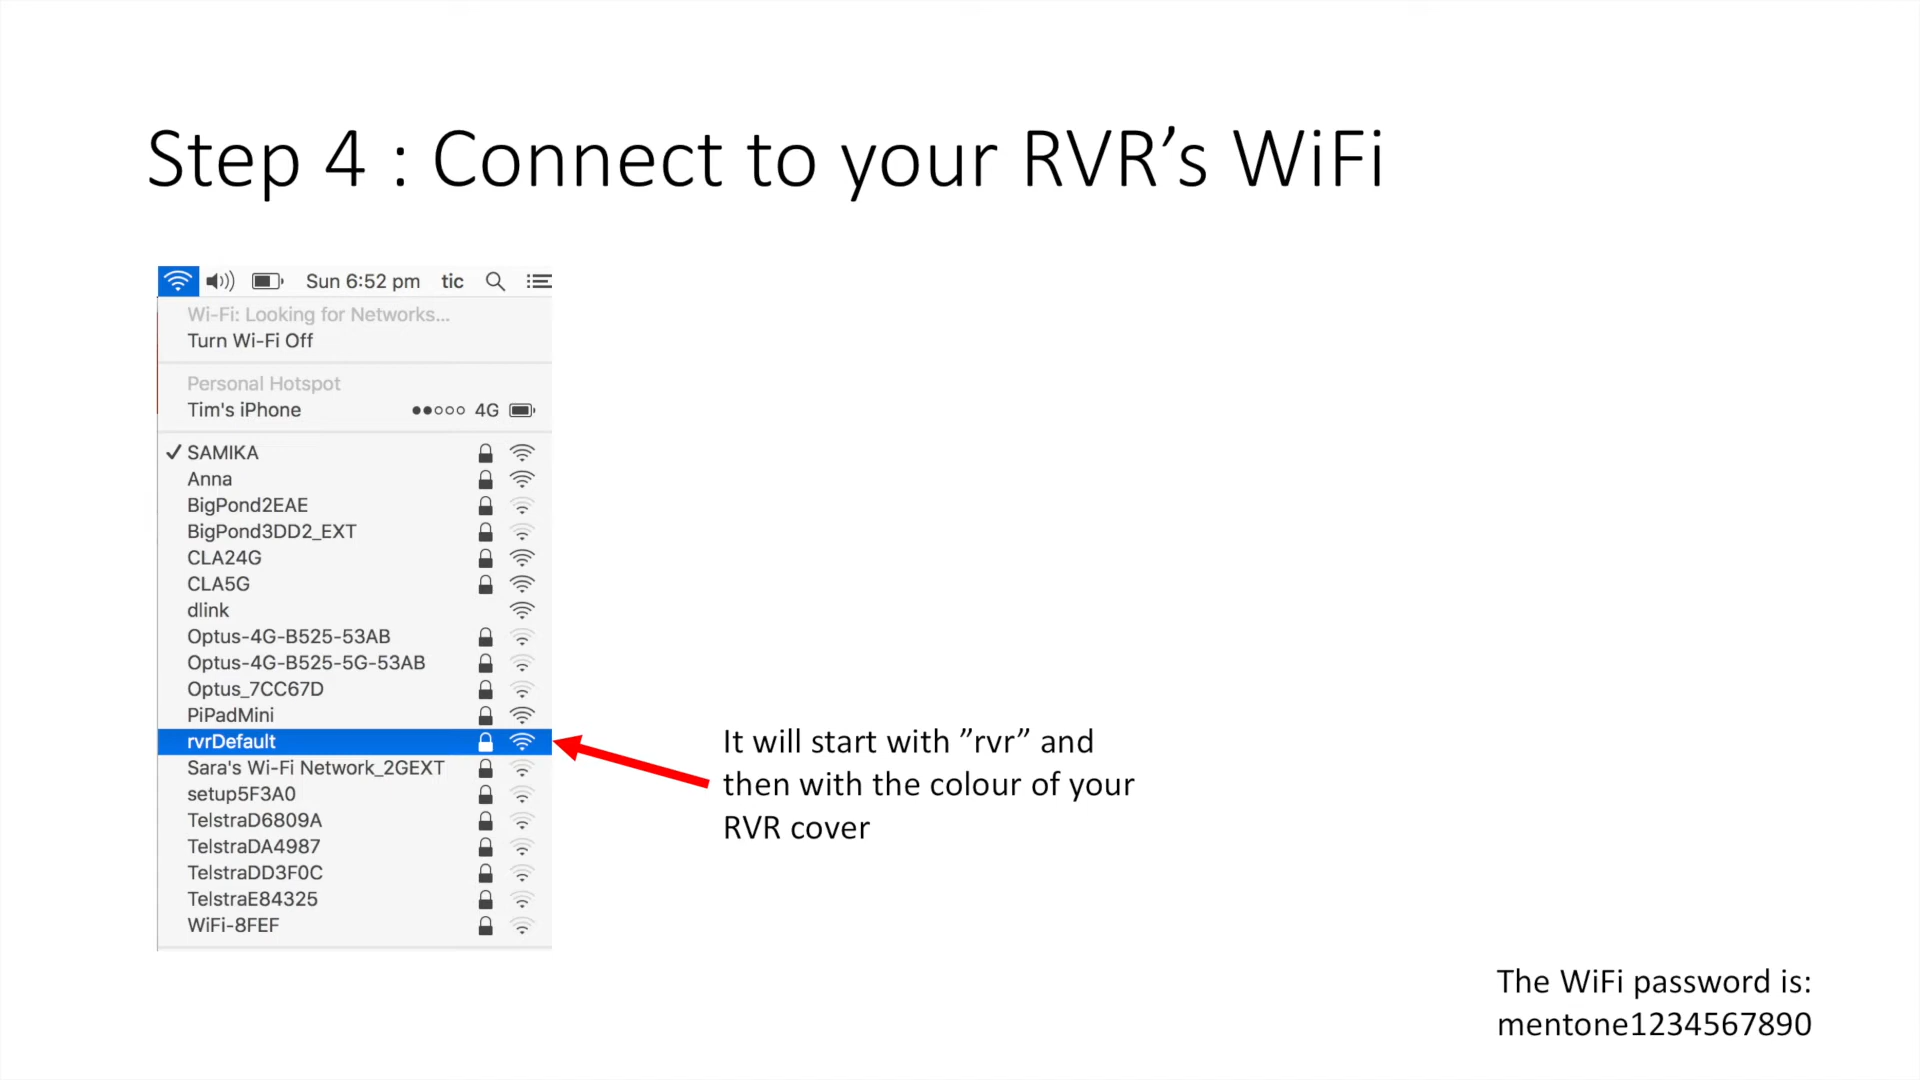 Step 4 : Connect to your RVR’s WiFi
Sun 6:52 pm tic
Wi-Fi: Looking for Networks...
Turn Wi-Fi Off
Personal Hotspot
Tim's iPhone 4G
SAMIKA
Anna
BigPond2EAE
BigPond3DD2_EXT
CLA24G
CLA5G
dlink
Optus-4G-B525-53AB
Optus-4G-B525-5G-53AB
Optus_7CC67D
PiPadMini
rvrDefault
Sara's Wi-Fi Network_2GEXT
setup5F3A0
TelstraD6809A
TelstraDA4987
TelstraDD3F0C
TelstraE84325
WiFi-8FEF
It will start with ”rvr” and
then with the colour of your
RVR cover
The WiFi password is:
mentone1234567890